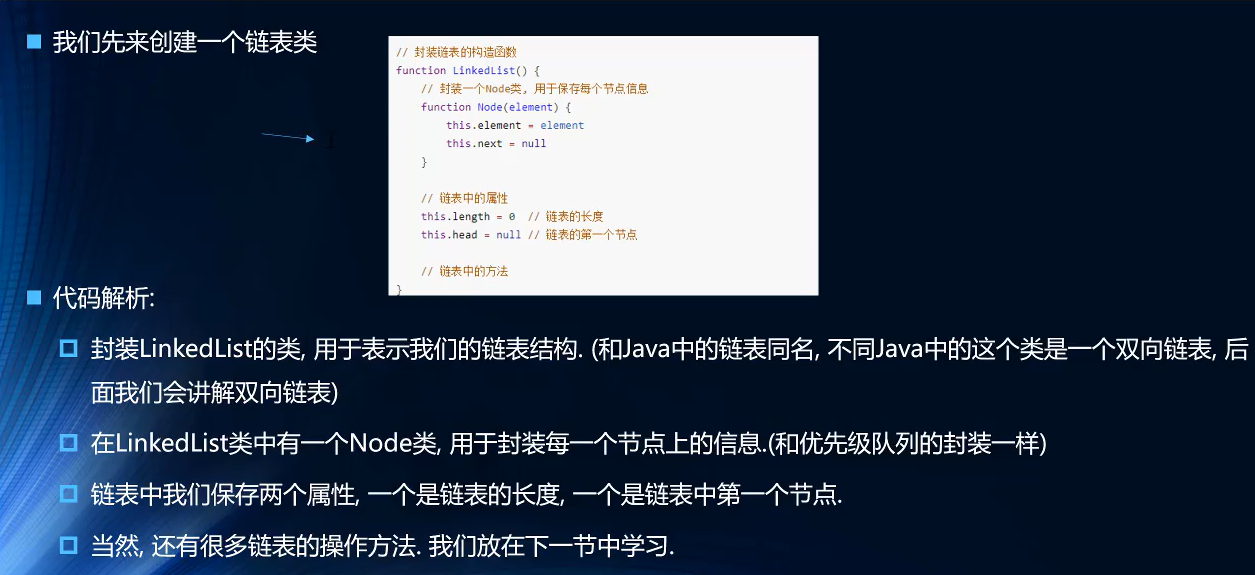 我们先来创建一个链表类
// 封装链表的构造函数
function LinkedList() {
    // 封装一个Node类, 用于保存每个节点信息
    function Node(element) {
        this.element = element
        this.next = null
    }
    // 链表中的属性
    this.length = 0  // 链表的长度
    this.head = null // 链表的第一个节点
    // 链表中的方法
}
代码解析:
封装LinkedList的类, 用于表示我们的链表结构. (和Java中的链表同名, 不同Java中的这个类是一个双向链表, 后
面我们会讲解双向链表)
在LinkedList类中有一个Node类, 用于封装每一个节点上的信息.(和优先级队列的封装一样)
链表中我们保存两个属性, 一个是链表的长度, 一个是链表中第一个节点.
当然, 还有很多链表的操作方法. 我们放在下一节中学习.